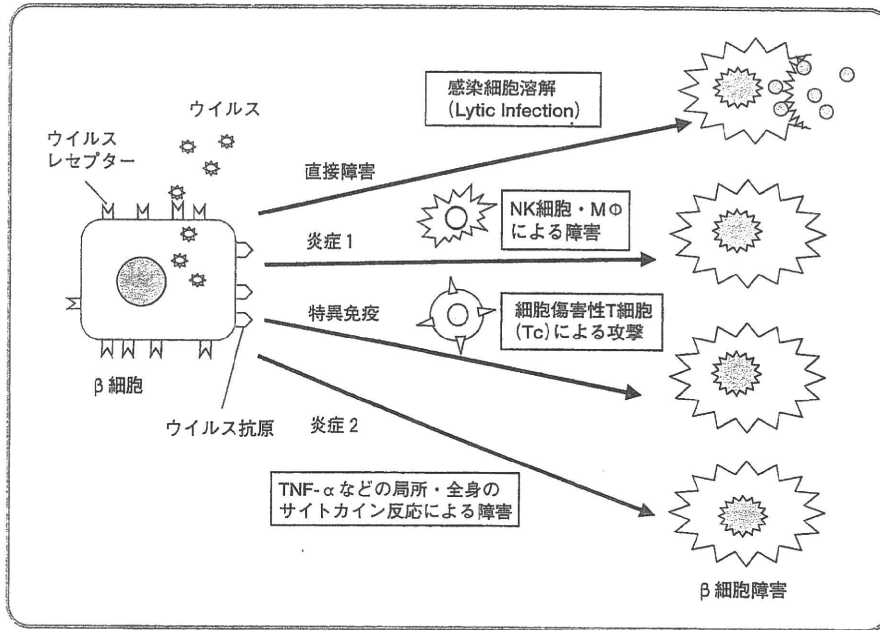 感染細胞溶解
(Lytic Infection)
ウイルス
ウイルス
レセプター
直接障害
NK細胞・MΦ
による障害
炎症1
細胞傷害性T細胞
(Tc)による攻撃
特異免疫
β細胞
ウイルス抗原
炎症2
TNF-αなどの局所・全身の
サイトカイン反応による障害
β細胞障害